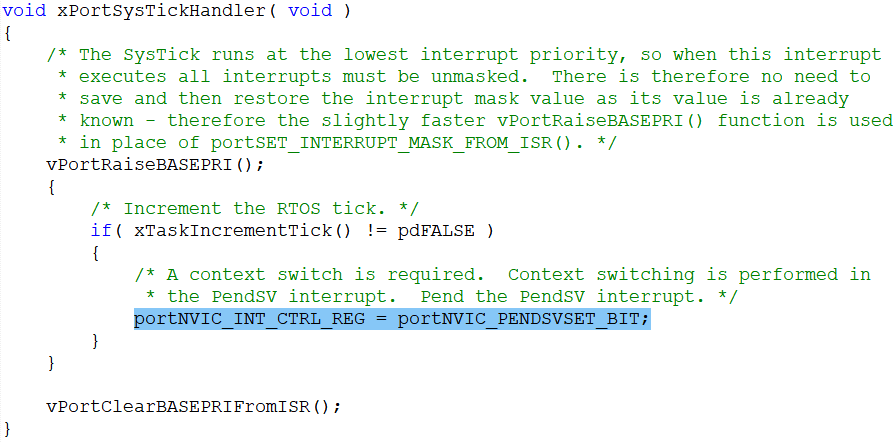 void xPortSysTickHandler( void )
{
    /* The SysTick runs at the lowest interrupt priority, so when this interrupt
     * executes all interrupts must be unmasked.  There is therefore no need to
     * save and then restore the interrupt mask value as its value is already
     * known - therefore the slightly faster vPortRaiseBASEPRI() function is used
     * in place of portSET_INTERRUPT_MASK_FROM_ISR(). */
    vPortRaiseBASEPRI();
    {
        /* Increment the RTOS tick. */
        if( xTaskIncrementTick() != pdFALSE )
        {
            /* A context switch is required.  Context switching is performed in
             * the PendSV interrupt.  Pend the PendSV interrupt. */
            portNVIC_INT_CTRL_REG = portNVIC_PENDSVSET_BIT;
        }
    }

    vPortClearBASEPRIFromISR();
}